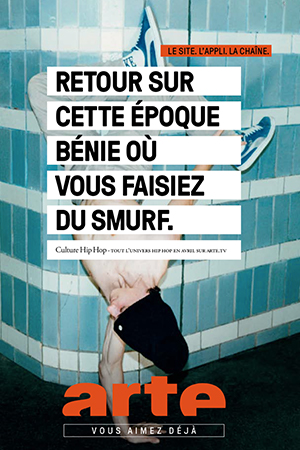 LE SITE. L'APPLI. LA CHAÎNE.
RETOUR SUR
CETTE ÉPOQUE
BÉNIE OÙ
VOUS FAISIEZ
DU SMURF.
Culture Hip Hop - TOUT L'UNIVERS HIP HOP EN AVRIL SUR ARTE.TV
arte
VOUS AIMEZ DÉJÀ